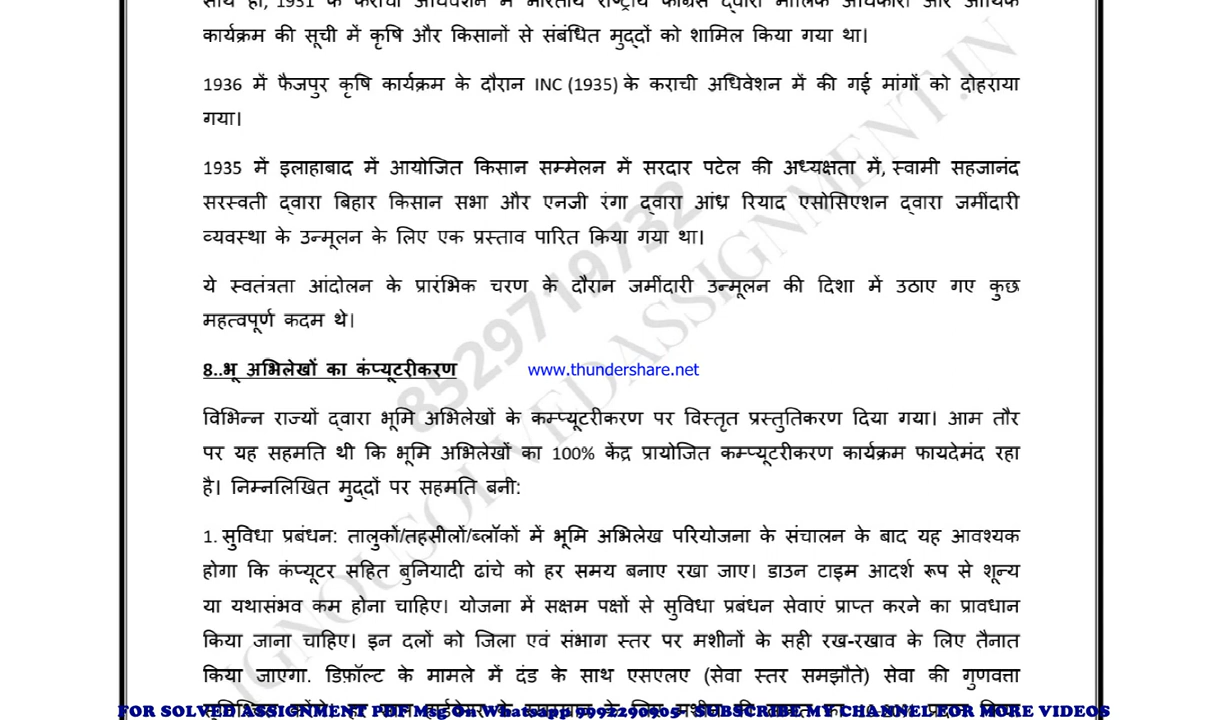 साथ ही, 1931 के कराची अधिवेशन में भारतीय राष्ट्रीय कांग्रेस द्वारा मौलिक अधिकारों और आर्थिक
कार्यक्रम की सूची में कृषि और किसानों से संबंधित मुद्दों को शामिल किया गया था।
1936 में फैजपुर कृषि कार्यक्रम के दौरान INC (1935) के कराची अधिवेशन में की गई मांगों को दोहराया
गया।
1935 में इलाहाबाद में आयोजित किसान सम्मेलन में सरदार पटेल की अध्यक्षता में, स्वामी सहजानंद
सरस्वती द्वारा बिहार किसान सभा और एनजी रंगा द्वारा आंध्र रियाद एसोसिएशन द्वारा जमींदारी
व्यवस्था के उन्मूलन के लिए एक प्रस्ताव पारित किया गया था।
ये स्वतंत्रता आंदोलन के प्रारंभिक चरण के दौरान जमींदारी उन्मूलन की दिशा में उठाए गए कुछ
महत्वपूर्ण कदम थे।
8..भू अभिलेखों का कंप्यूटरीकरण
www.thundershare.net
विभिन्न राज्यों द्वारा भूमि अभिलेखों के कम्प्यूटरीकरण पर विस्तृत प्रस्तुतिकरण दिया गया। आम तौर
पर यह सहमति थी कि भूमि अभिलेखों का 100% केंद्र प्रायोजित कम्प्यूटरीकरण कार्यक्रम फायदेमंद रहा
है। निम्नलिखित मुद्दों पर सहमति बनी:
1. सुविधा प्रबंधन: तालुकों/तहसीलों/ब्लॉकों में भूमि अभिलेख परियोजना के संचालन के बाद यह आवश्यक
होगा कि कंप्यूटर सहित बुनियादी ढांचे को हर समय बनाए रखा जाए। डाउन टाइम आदर्श रूप से शून्य
या यथासंभव कम होना चाहिए। योजना में सक्षम पक्षों से सुविधा प्रबंधन सेवाएं प्राप्त करने का प्रावधान
किया जाना चाहिए। इन दलों को जिला एवं संभाग स्तर पर मशीनों के सही रख-रखाव के लिए तैनात
किया जाएगा. डिफ़ॉल्ट के मामले में दंड के साथ एसएलए (सेवा स्तर समझौते) सेवा की गुणवत्ता
FOR SOLVED ASSIGNMENT PDF Msg On Whatsapp 9992290905- SUBSCRIBE MY CHANNEL FOR MORE VIDEOS
8529719732
IGNOUSOLVEDASSIGNMENT.IN